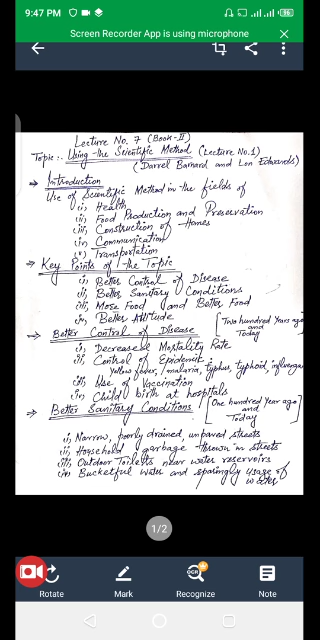 9:47 PM
96
Screen Recorder App is using microphone
Lecture No. 7 (Book-II)
Topic:- Using the Scientific Method (Lecture No.1)
(Darrel Barnard and Lon Edwards)
⇒ Introduction
Use of Scientific Method in the fields of
i, Health
ii, Food Production and Preservation
iii, Construction of Homes
iv, Communication
v, Transportation
⇒ Key Points of the Topic
i, Better Control of Disease
ii, Better Sanitary Conditions
iii, More Food and Better Food
iv, Better Attitude
⇒ Better Control of Disease [Two hundred Years ago and Today]
i, Decreased Mortality Rate
ii, Control of Epidemic
yellow fever, malaria, typhus, typhoid, influenza
iii, Use of Vaccination
iv, Child birth at hospitals
⇒ Better Sanitary Conditions [One hundred Year ago and Today]
i, Narrow, poorly drained, unpaved streets
ii, Household garbage thrown in streets
iii, Outdoor Toilets near water reservoirs
iv, Bucketful Water and sparingly usage of water
1/2
OCR
Rotate
Mark
Recognize
Note